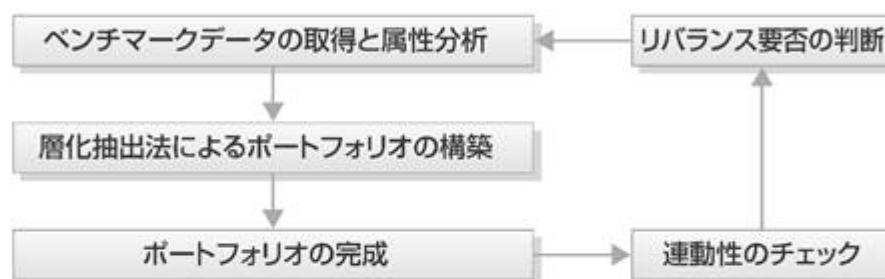 ベンチマークデータの取得と属性分析
リバランス要否の判断
層化抽出法によるポートフォリオの構築
ポートフォリオの完成
連動性のチェック